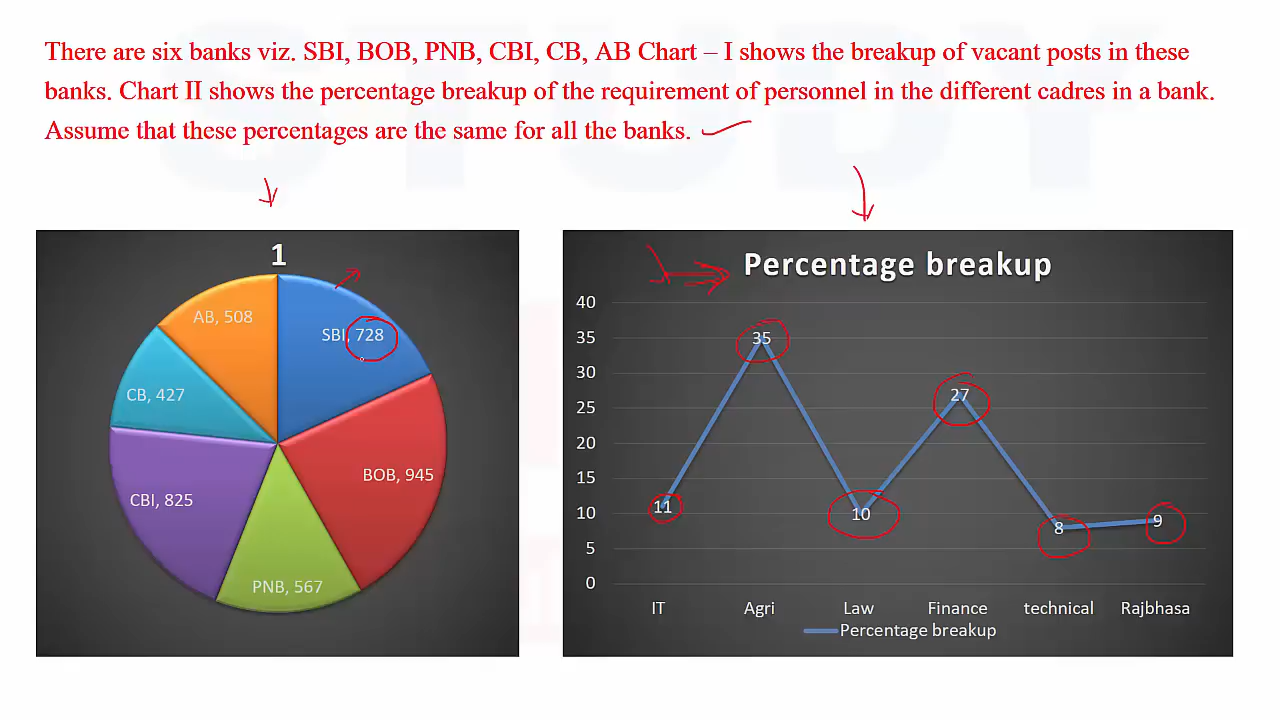 There are six banks viz. SBI, BOB, PNB, CBI, CB, AB Chart – I shows the breakup of vacant posts in these
banks. Chart II shows the percentage breakup of the requirement of personnel in the different cadres in a bank.
Assume that these percentages are the same for all the banks.
1
AB, 508
SBI, 728
CB, 427
BOB, 945
CBI, 825
PNB, 567
Percentage breakup
40
35
30
25
20
15
10
5
0
11
35
10
27
8
9
IT Agri Law Finance technical Rajbhasa
Percentage breakup